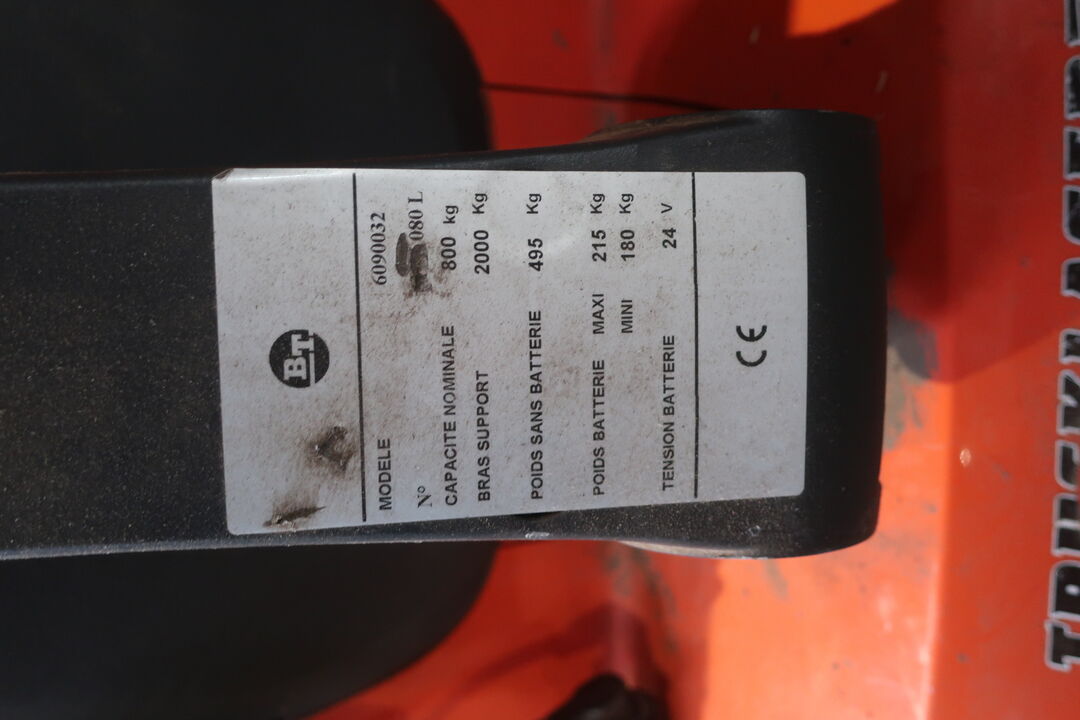 BT
MODELE 6090032
N° 080 L
CAPACITE NOMINALE 800 kg
BRAS SUPPORT 2000 Kg
POIDS SANS BATTERIE 495 Kg
POIDS BATTERIE MAXI 215 Kg
MINI 180 Kg
TENSION BATTERIE 24 V
CE